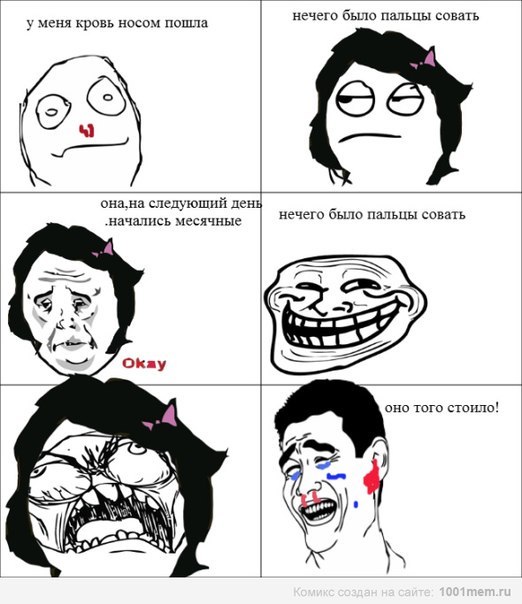 у меня кровь носом пошла
нечего было пальцы совать
она,на следующий день
.начались месячные
Okay
нечего было пальцы совать
оно того стоило!
Комикс создан на сайте: 1001mem.ru